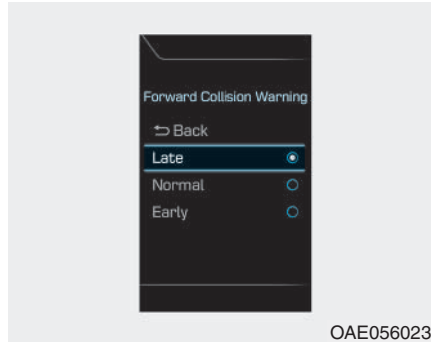 Forward Collision Warning
Back
Late
Normal
Early
OAE056023